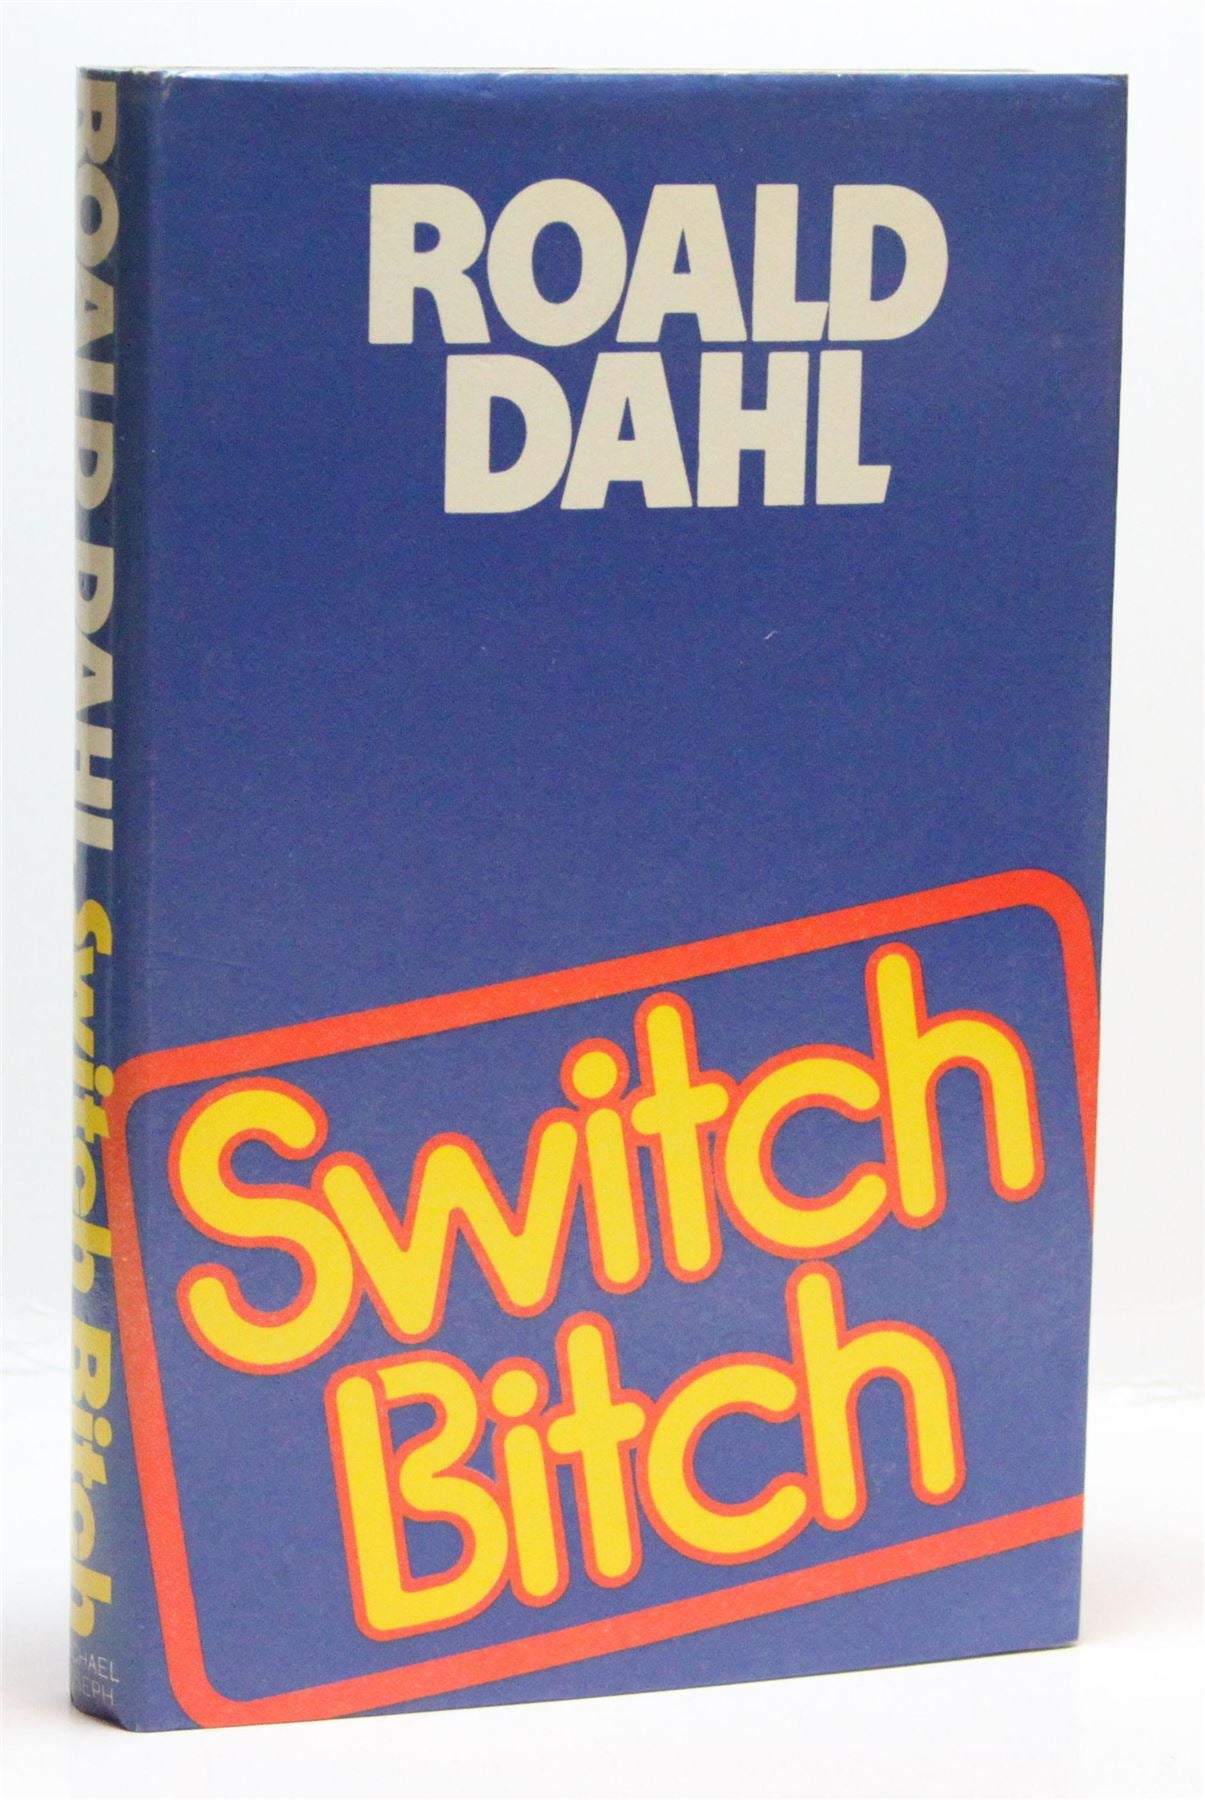 ROALD
DAHL
Switch
Bitch
ROALD DAHL Switch Bitch